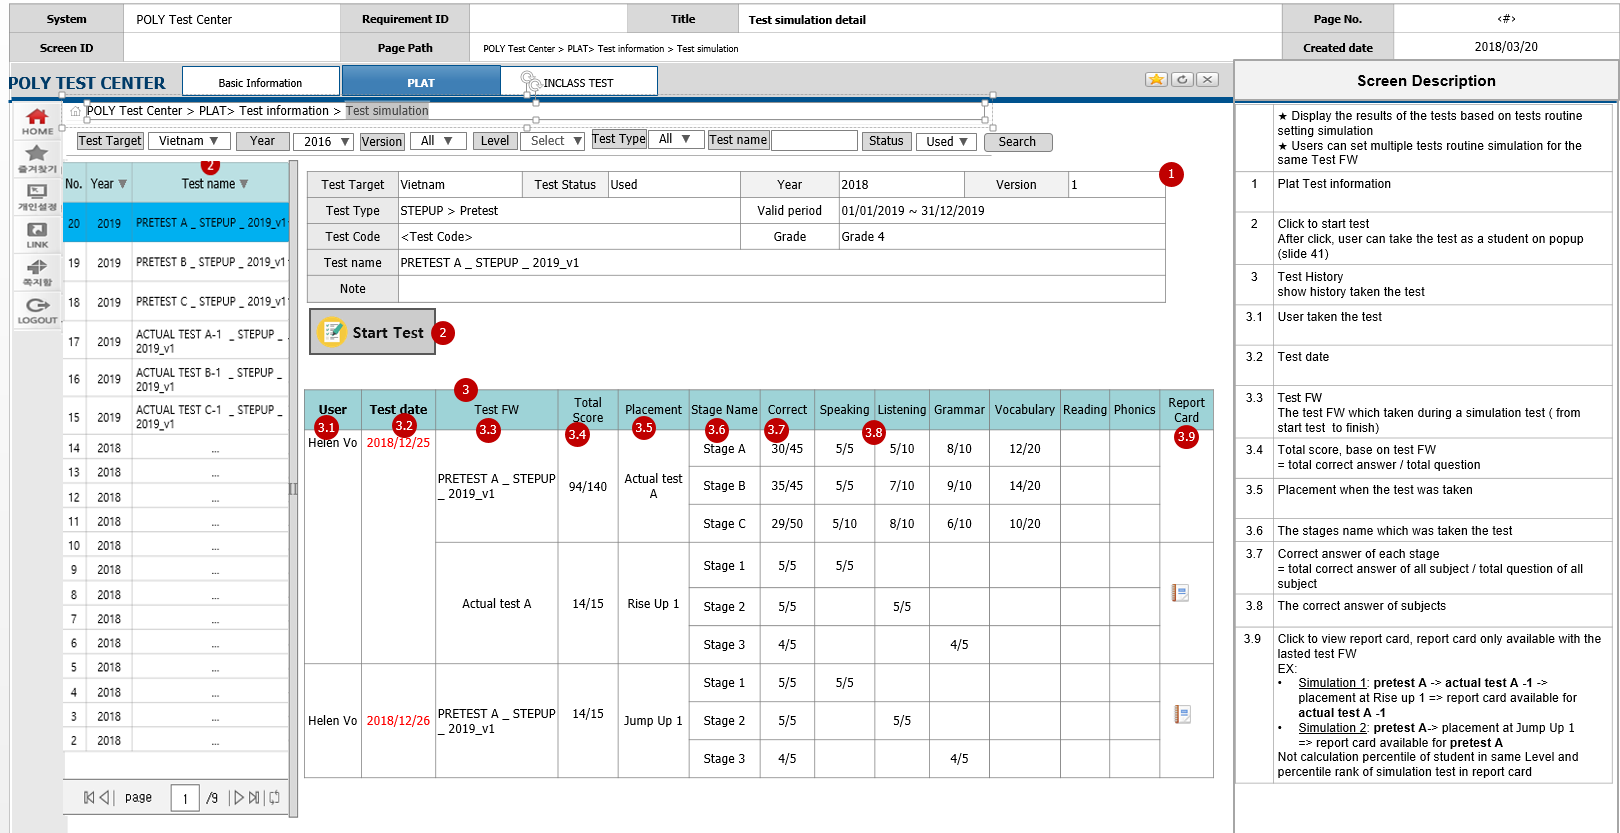 System POLY Test Center Requirement ID Title Test simulation detail Page No. <#>
Screen ID Page Path POLY Test Center > PLAT> Test information > Test simulation Created date 2018/03/20
POLY TEST CENTER Basic Information PLAT INCLASS TEST
Screen Description
HOME
즐겨찾기
개인설정
LINK
쪽지함
LOGOUT
POLY Test Center > PLAT> Test information > Test simulation
Test Target Vietnam Year 2016 Version All Level Select Test Type All Test name Status Used Search
2
No. Year Test name
20 2019 PRETEST A _ STEPUP _ 2019_v1
19 2019 PRETEST B _ STEPUP _ 2019_v1
18 2019 PRETEST C _ STEPUP _ 2019_v1
17 2019 ACTUAL TEST A-1 _ STEPUP _
2019_v1
16 2019 ACTUAL TEST B-1 _ STEPUP _
2019_v1
15 2019 ACTUAL TEST C-1 _ STEPUP _
2019_v1
14 2018 ...
13 2018 ...
12 2018 ...
11 2018 ...
10 2018 ...
9 2018 ...
8 2018 ...
7 2018 ...
6 2018 ...
5 2018 ...
4 2018 ...
3 2018 ...
2 2018 ...
page 1 /9
1
Test Target Vietnam Test Status Used Year 2018 Version 1
Test Type STEPUP > Pretest Valid period 01/01/2019 ~ 31/12/2019
Test Code <Test Code> Grade Grade 4
Test name PRETEST A _ STEPUP _ 2019_v1
Note
Start Test 2
3
User Test date Test FW Total
Score Placement Stage Name Correct Speaking Listening Grammar Vocabulary Reading Phonics Report
Card
3.1 3.2 3.3 3.4 3.5 3.6 3.7 3.8 3.9
Helen Vo 2018/12/25
PRETEST A _ STEPUP
_ 2019_v1
94/140
Actual test
A
Stage A 30/45 5/5 5/10 8/10 12/20
Stage B 35/45 5/5 7/10 9/10 14/20
Stage C 29/50 5/10 8/10 6/10 10/20
Actual test A 14/15 Rise Up 1
Stage 1 5/5 5/5
Stage 2 5/5 5/5
Stage 3 4/5 4/5
Helen Vo 2018/12/26
PRETEST A _ STEPUP
_ 2019_v1
14/15 Jump Up 1
Stage 1 5/5 5/5
Stage 2 5/5 5/5
Stage 3 4/5 4/5
★ Display the results of the tests based on tests routine
setting simulation
★ Users can set multiple tests routine simulation for the
same Test FW
1 Plat Test information
2 Click to start test
After click, user can take the test as a student on popup
(slide 41)
3 Test History
show history taken the test
3.1 User taken the test
3.2 Test date
3.3 Test FW
The test FW which taken during a simulation test ( from
start test to finish)
3.4 Total score, base on test FW
= total correct answer / total question
3.5 Placement when the test was taken
3.6 The stages name which was taken the test
3.7 Correct answer of each stage
= total correct answer of all subject / total question of all
subject
3.8 The correct answer of subjects
3.9 Click to view report card, report card only available with the
lasted test FW
EX:
• Simulation 1: pretest A -> actual test A -1 ->
placement at Rise up 1 => report card available for
actual test A -1
• Simulation 2: pretest A-> placement at Jump Up 1
=> report card available for pretest A
Not calculation percentile of student in same Level and
percentile rank of simulation test in report card